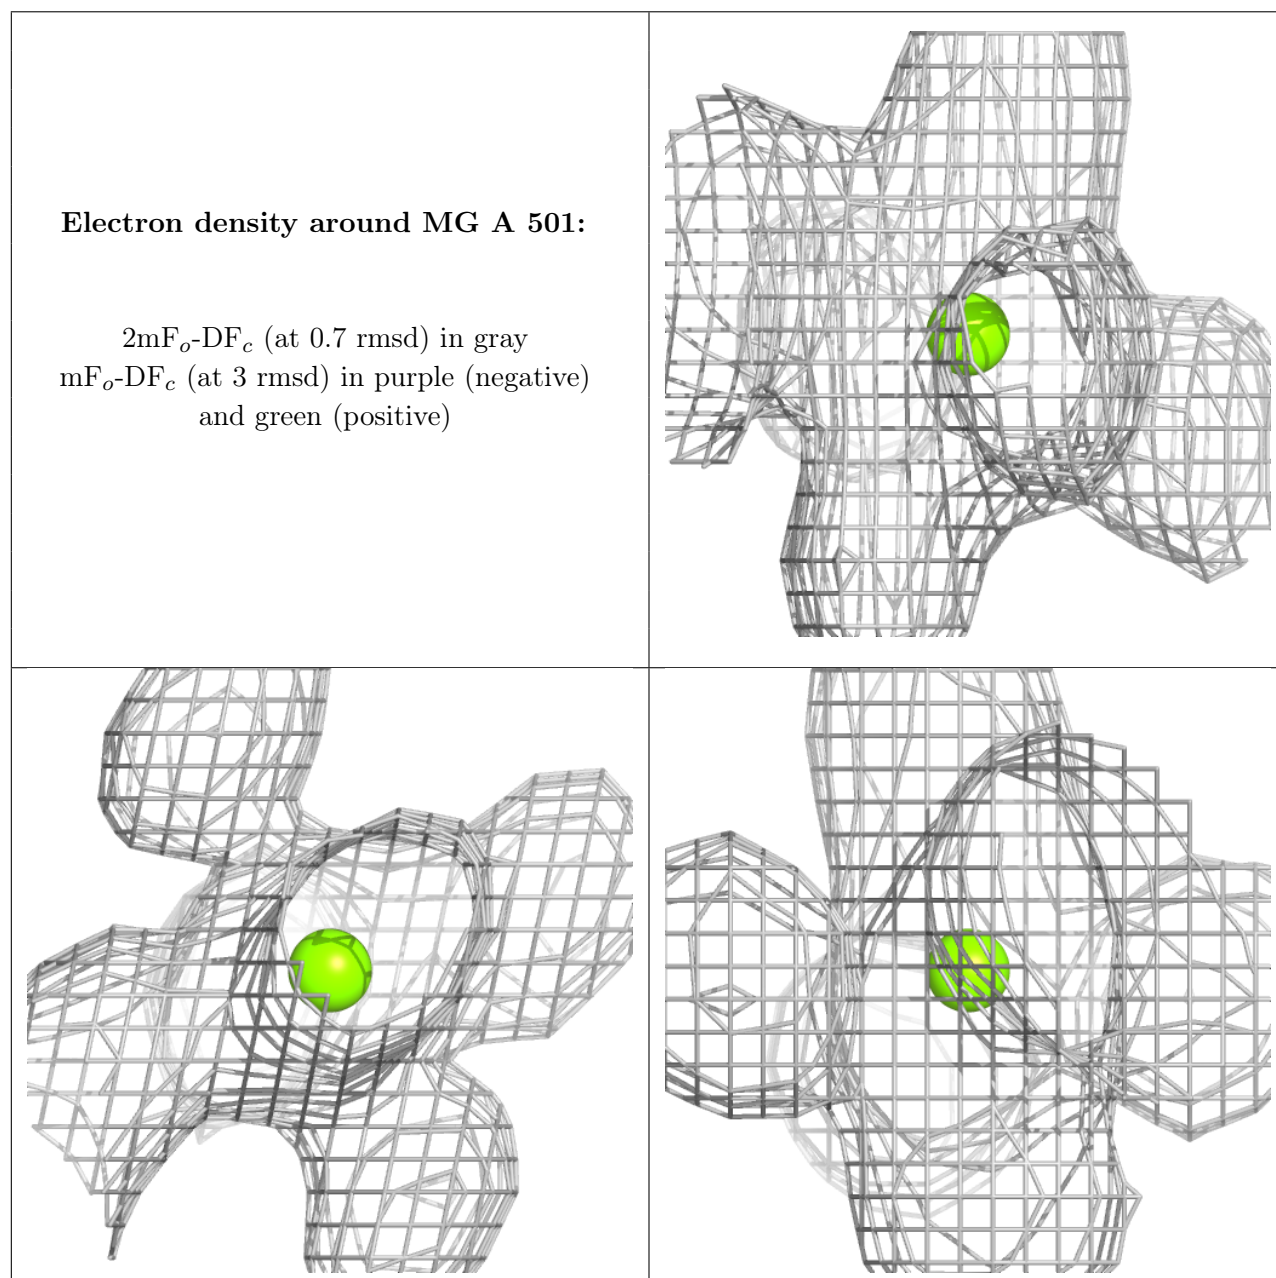 Electron density around MG A 501:
2mFo-DFc (at 0.7 rmsd) in gray
mFo-DFc (at 3 rmsd) in purple (negative)
and green (positive)